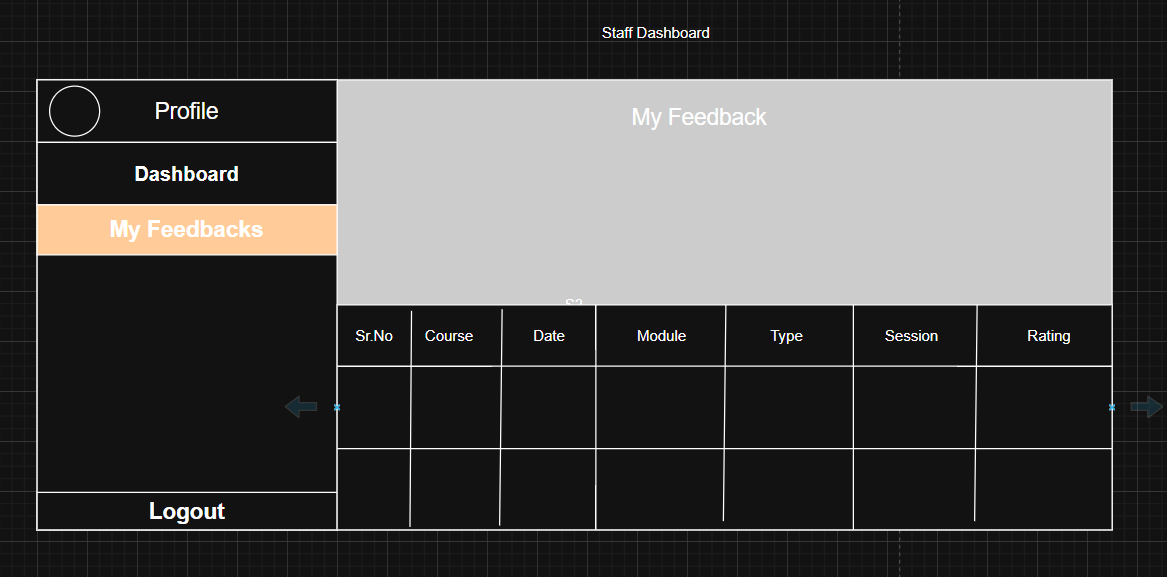 Staff Dashboard
Profile
My Feedback
Dashboard
My Feedbacks
Sr.No Course Date Module Type Session Rating
Logout